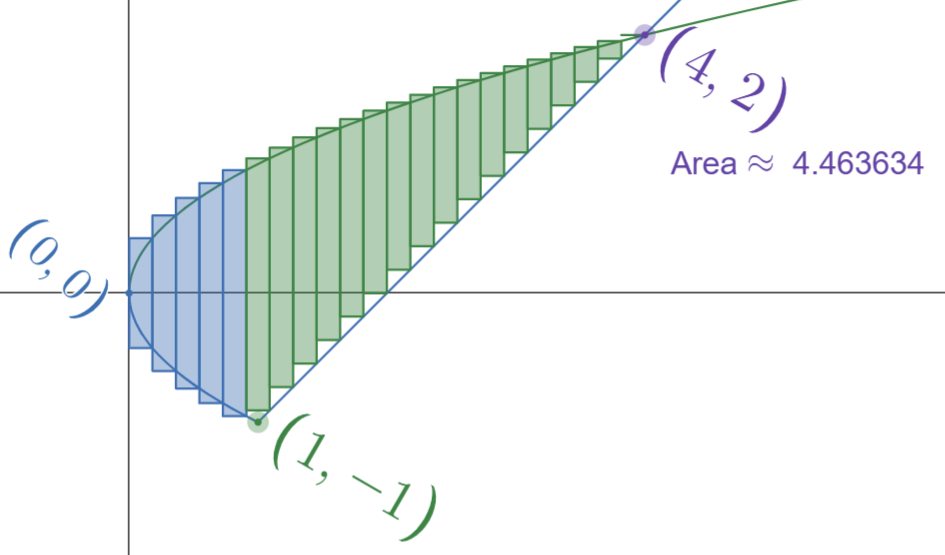 (4, 2)
Area ≈ 4.463634
(0, 0)
(1, −1)